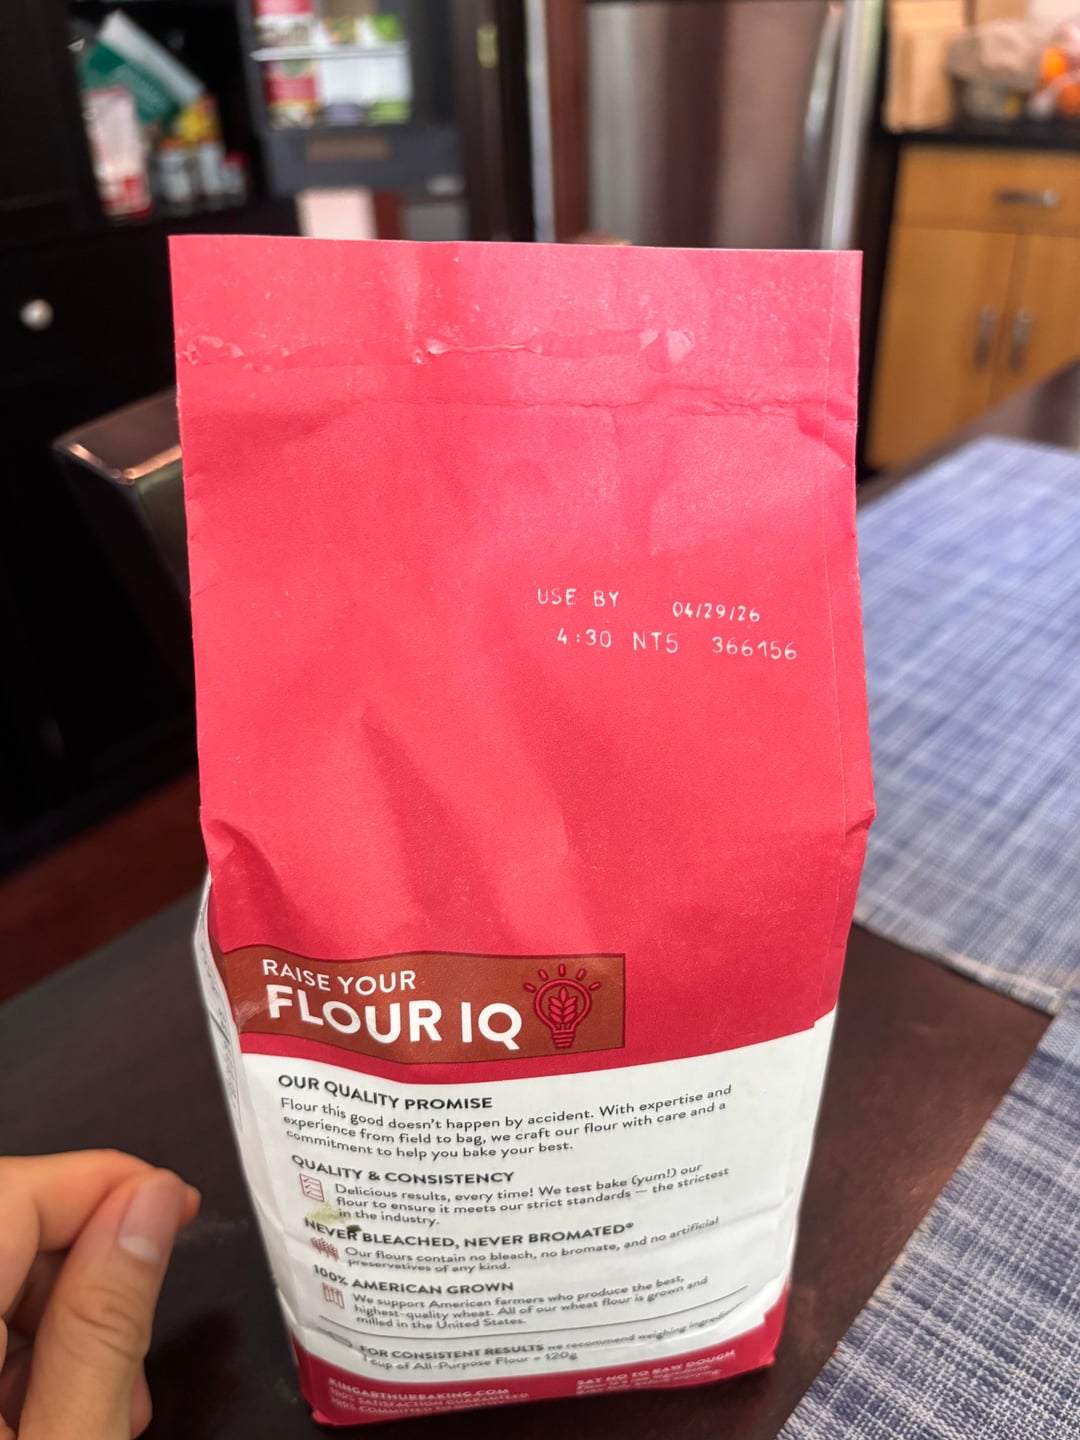 USE BY 04/29/26
4:30 NT5 366156
RAISE YOUR
FLOUR IQ
OUR QUALITY PROMISE
Flour this good doesn't happen by accident. With expertise and
experience from field to bag, we craft our flour with care and a
commitment to help you bake your best.
QUALITY & CONSISTENCY
Delicious results, every time! We test bake (yum!) our
flour to ensure it meets our strict standards — the strictest
in the industry.
NEVER BLEACHED, NEVER BROMATED®
Our flours contain no bleach, no bromate, and no artificial
preservatives of any kind.
100% AMERICAN GROWN
We support American farmers who produce the best,
highest-quality wheat. All of our wheat flour is grown and
milled in the United States.
FOR CONSISTENT RESULTS we recommend weighing
1 cup of All-Purpose Flour = 120g
KINGARTHURBAKING.COM
100% SATISFACTION GUARANTEED
100% COMMITTED TO
SAY NO TO RAW DOUGH